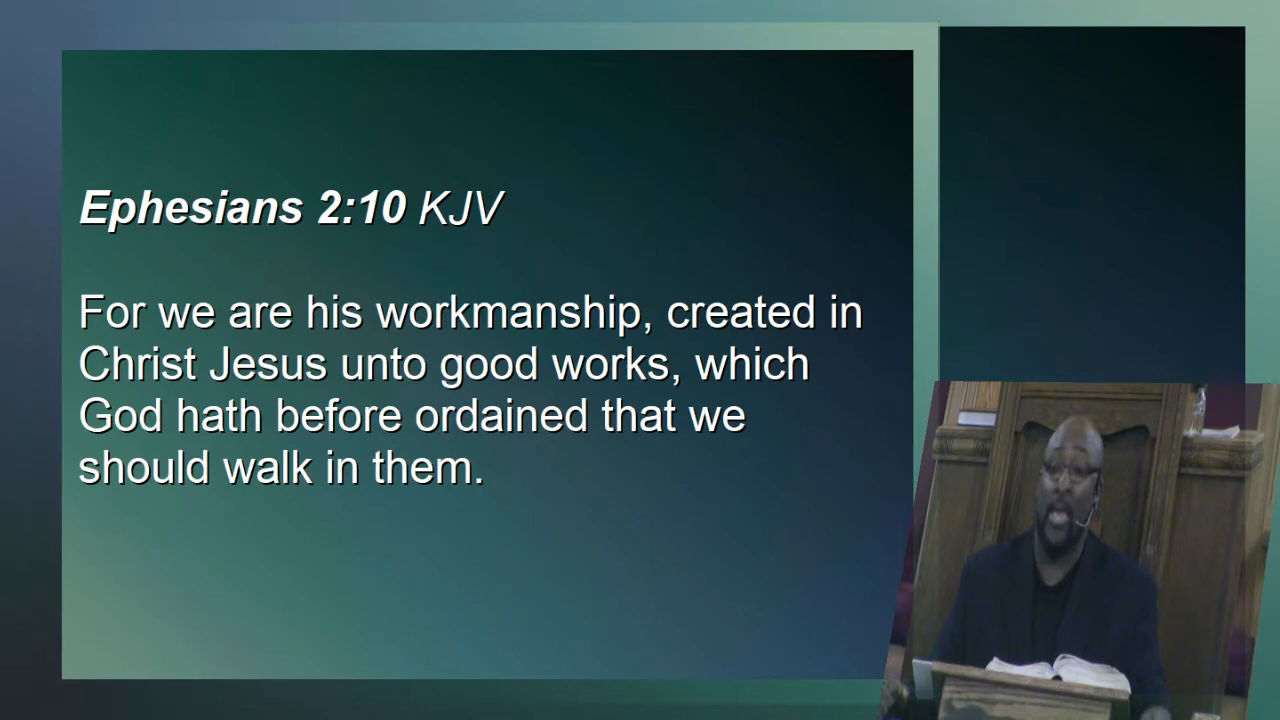 Ephesians 2:10 KJV
For we are his workmanship, created in
Christ Jesus unto good works, which
God hath before ordained that we
should walk in them.